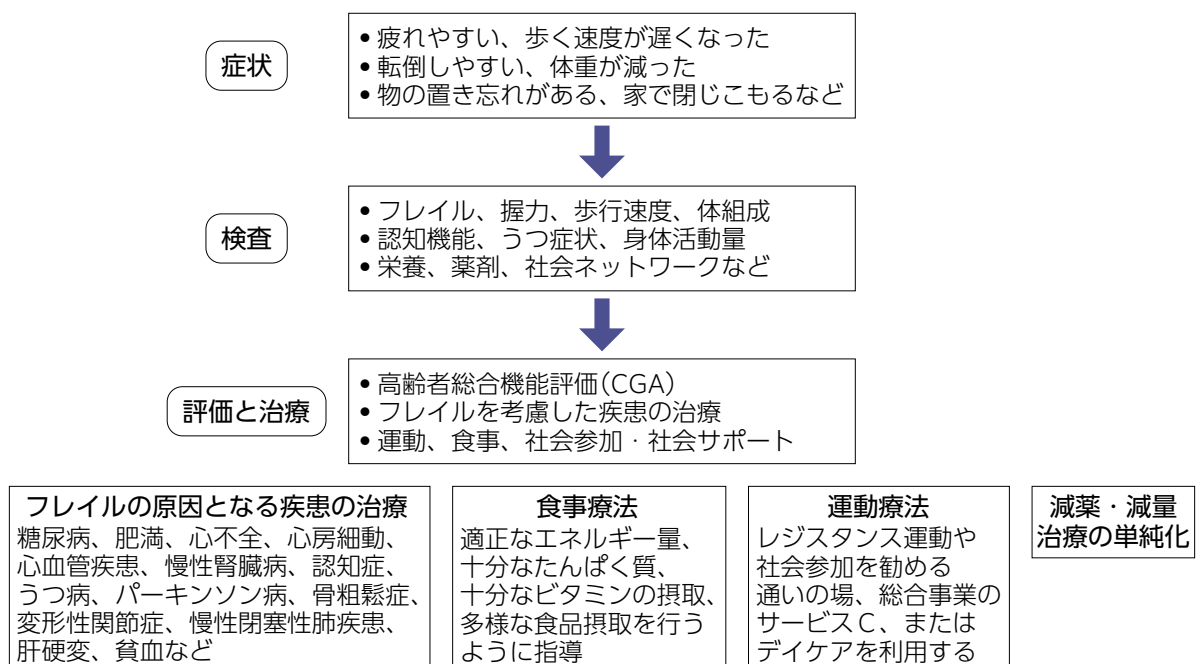 症状
• 疲れやすい、歩く速度が遅くなった
• 転倒しやすい、体重が減った
• 物の置き忘れがある、家で閉じこもるなど
検査
• フレイル、握力、歩行速度、体組成
• 認知機能、うつ症状、身体活動量
• 栄養、薬剤、社会ネットワークなど
評価と治療
• 高齢者総合機能評価(CGA)
• フレイルを考慮した疾患の治療
• 運動、食事、社会参加・社会サポート
フレイルの原因となる疾患の治療
糖尿病、肥満、心不全、心房細動、
心血管疾患、慢性腎臓病、認知症、
うつ病、パーキンソン病、骨粗鬆症、
変形性関節症、慢性閉塞性肺疾患、
肝硬変、貧血など
食事療法
適正なエネルギー量、
十分なたんぱく質、
十分なビタミンの摂取、
多様な食品摂取を行う
ように指導
運動療法
レジスタンス運動や
社会参加を勧める
通いの場、総合事業の
サービスC、または
デイケアを利用する
減薬・減量
治療の単純化